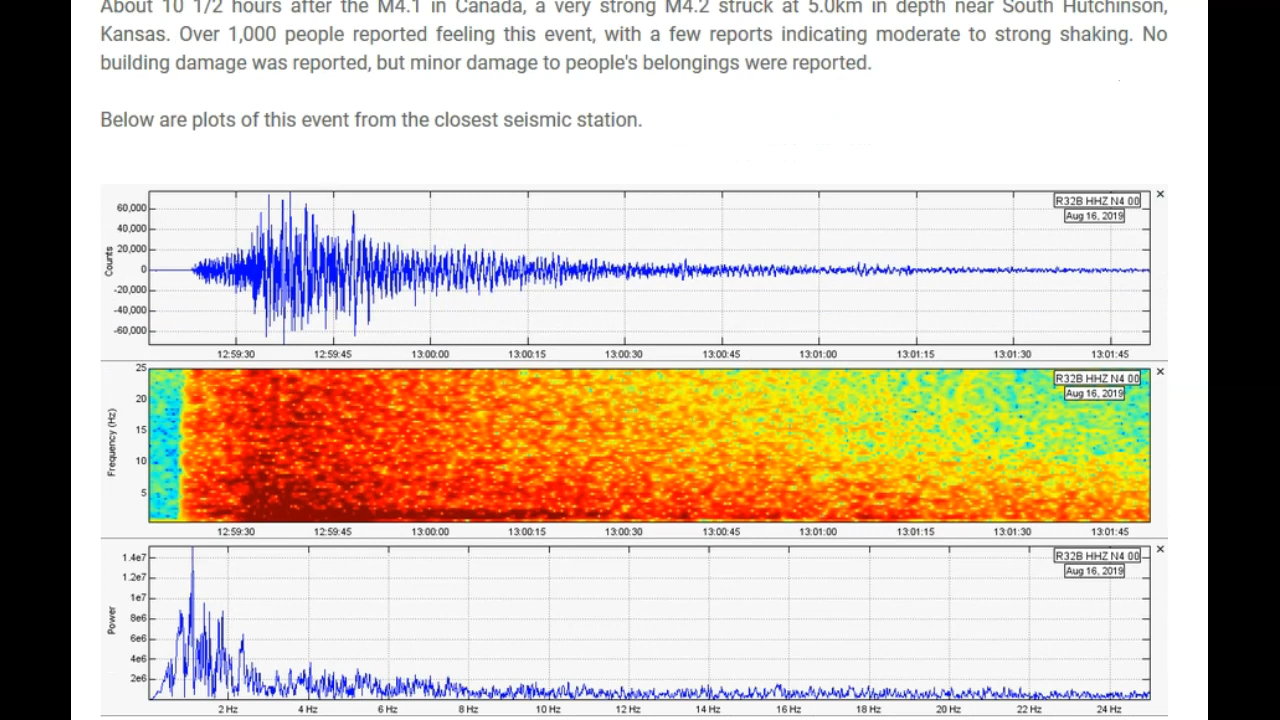 About 10 1/2 hours after the M4.1 in Canada, a very strong M4.2 struck at 5.0km in depth near South Hutchinson,
Kansas. Over 1,000 people reported feeling this event, with a few reports indicating moderate to strong shaking. No
building damage was reported, but minor damage to people's belongings were reported.
Below are plots of this event from the closest seismic station.
R32B HHZ N4 00
Aug 16, 2019
Counts
60,000
40,000
20,000
0
-20,000
-40,000
-60,000
12:59:30 12:59:45 13:00:00 13:00:15 13:00:30 13:00:45 13:01:00 13:01:15 13:01:30 13:01:45
R32B HHZ N4 00
Aug 16, 2019
Frequency (Hz)
25
20
15
10
5
12:59:30 12:59:45 13:00:00 13:00:15 13:00:30 13:00:45 13:01:00 13:01:15 13:01:30 13:01:45
R32B HHZ N4 00
Aug 16, 2019
Power
1.4e7
1.2e7
1e7
8e6
6e6
4e6
2e6
2 Hz 4 Hz 6 Hz 8 Hz 10 Hz 12 Hz 14 Hz 16 Hz 18 Hz 20 Hz 22 Hz 24 Hz